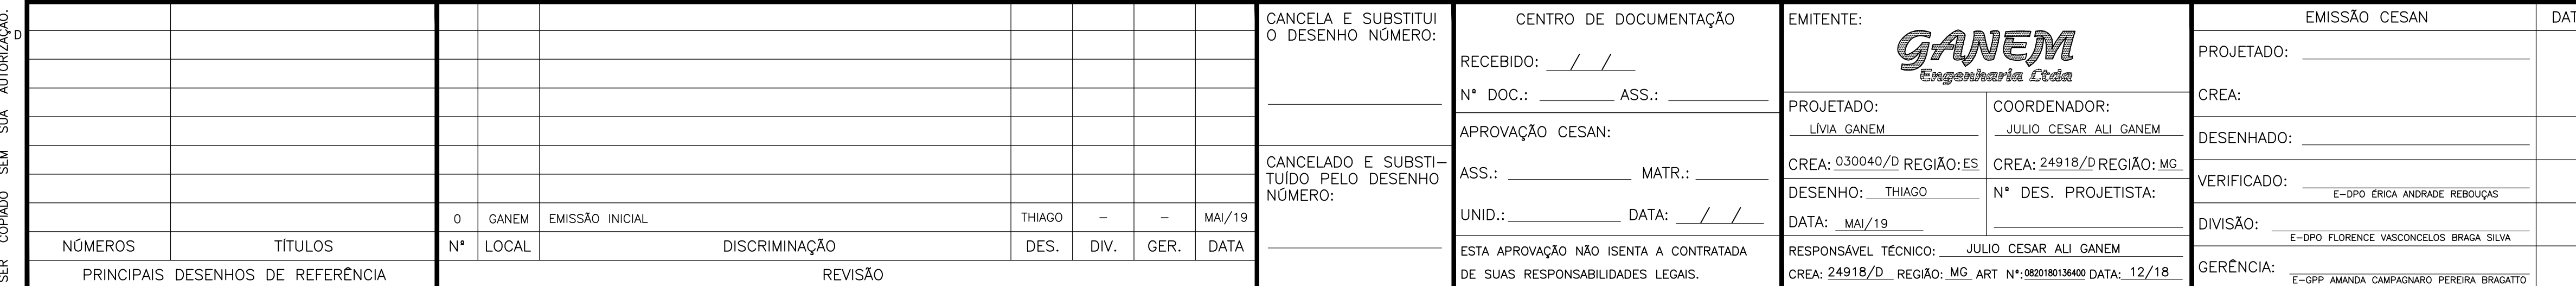 SER COPIADO SEM SUA AUTORIZAÇÃO.
D
NÚMEROS TÍTULOS
PRINCIPAIS DESENHOS DE REFERÊNCIA
0 GANEM EMISSÃO INICIAL THIAGO – – MAI/19
Nº LOCAL DISCRIMINAÇÃO DES. DIV. GER. DATA
REVISÃO
CANCELA E SUBSTITUI
O DESENHO NÚMERO:
CANCELADO E SUBSTI–
TUÍDO PELO DESENHO
NÚMERO:
CENTRO DE DOCUMENTAÇÃO
RECEBIDO: / /
Nº DOC.: ASS.:
APROVAÇÃO CESAN:
ASS.: MATR.:
UNID.: DATA: / /
ESTA APROVAÇÃO NÃO ISENTA A CONTRATADA
DE SUAS RESPONSABILIDADES LEGAIS.
EMITENTE:
GANEM
Engenharia Ltda
PROJETADO:
LÍVIA GANEM
CREA: 030040/D REGIÃO: ES
COORDENADOR:
JULIO CESAR ALI GANEM
CREA: 24918/D REGIÃO: MG
DESENHO: THIAGO
DATA: MAI/19
Nº DES. PROJETISTA:
RESPONSÁVEL TÉCNICO: JULIO CESAR ALI GANEM
CREA: 24918/D REGIÃO: MG ART Nº: 0820180136400 DATA: 12/18
EMISSÃO CESAN DAT
PROJETADO:
CREA:
DESENHADO:
VERIFICADO:
E–DPO ÉRICA ANDRADE REBOUÇAS
DIVISÃO:
E–DPO FLORENCE VASCONCELOS BRAGA SILVA
GERÊNCIA:
E–GPP AMANDA CAMPAGNARO PEREIRA BRAGATTO